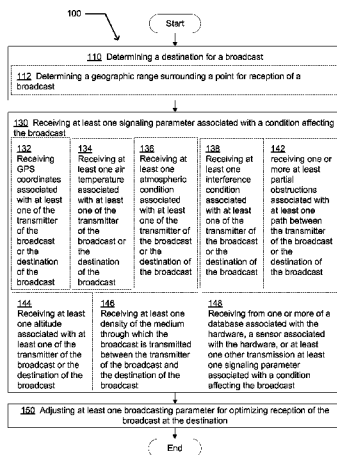 100
Start
110 Determining a destination for a broadcast
112 Determining a geographic range surrounding a point for reception of a
broadcast
130 Receiving at least one signaling parameter associated with a condition affecting
the broadcast
132
Receiving
GPS
coordinates
associated
with at least
one of the
transmitter
of the
broadcast
or the
destination
of the
broadcast
134
Receiving at
least one air
temperature
associated
with at least
one of the
transmitter
of the
broadcast or
the
destination
of the
broadcast
136
Receiving at
least one
atmospheric
condition
associated
with at least
one of the
transmitter of
the broadcast
or the
destination of
the broadcast
138
Receiving at
least one
interference
condition
associated
with at least
one of the
transmitter of
the broadcast
or the
destination of
the broadcast
142
receiving one or
more at least
partial
obstructions
associated with
at least one
path between
the transmitter
of the broadcast
or the
destination of
the broadcast
144
Receiving at least
one altitude
associated with at
least one of the
transmitter of the
broadcast or the
destination of the
broadcast
146
Receiving at least one
density of the medium
through which the
broadcast is transmitted
between the transmitter
of the broadcast and
the destination of the
broadcast
148
Receiving from one or more of a
database associated with the
hardware, a sensor associated with
the hardware, or at least one
other transmission at least
one signaling parameter
associated with a condition
affecting the broadcast
150 Adjusting at least one broadcasting parameter for optimizing reception of the
broadcast at the destination
End